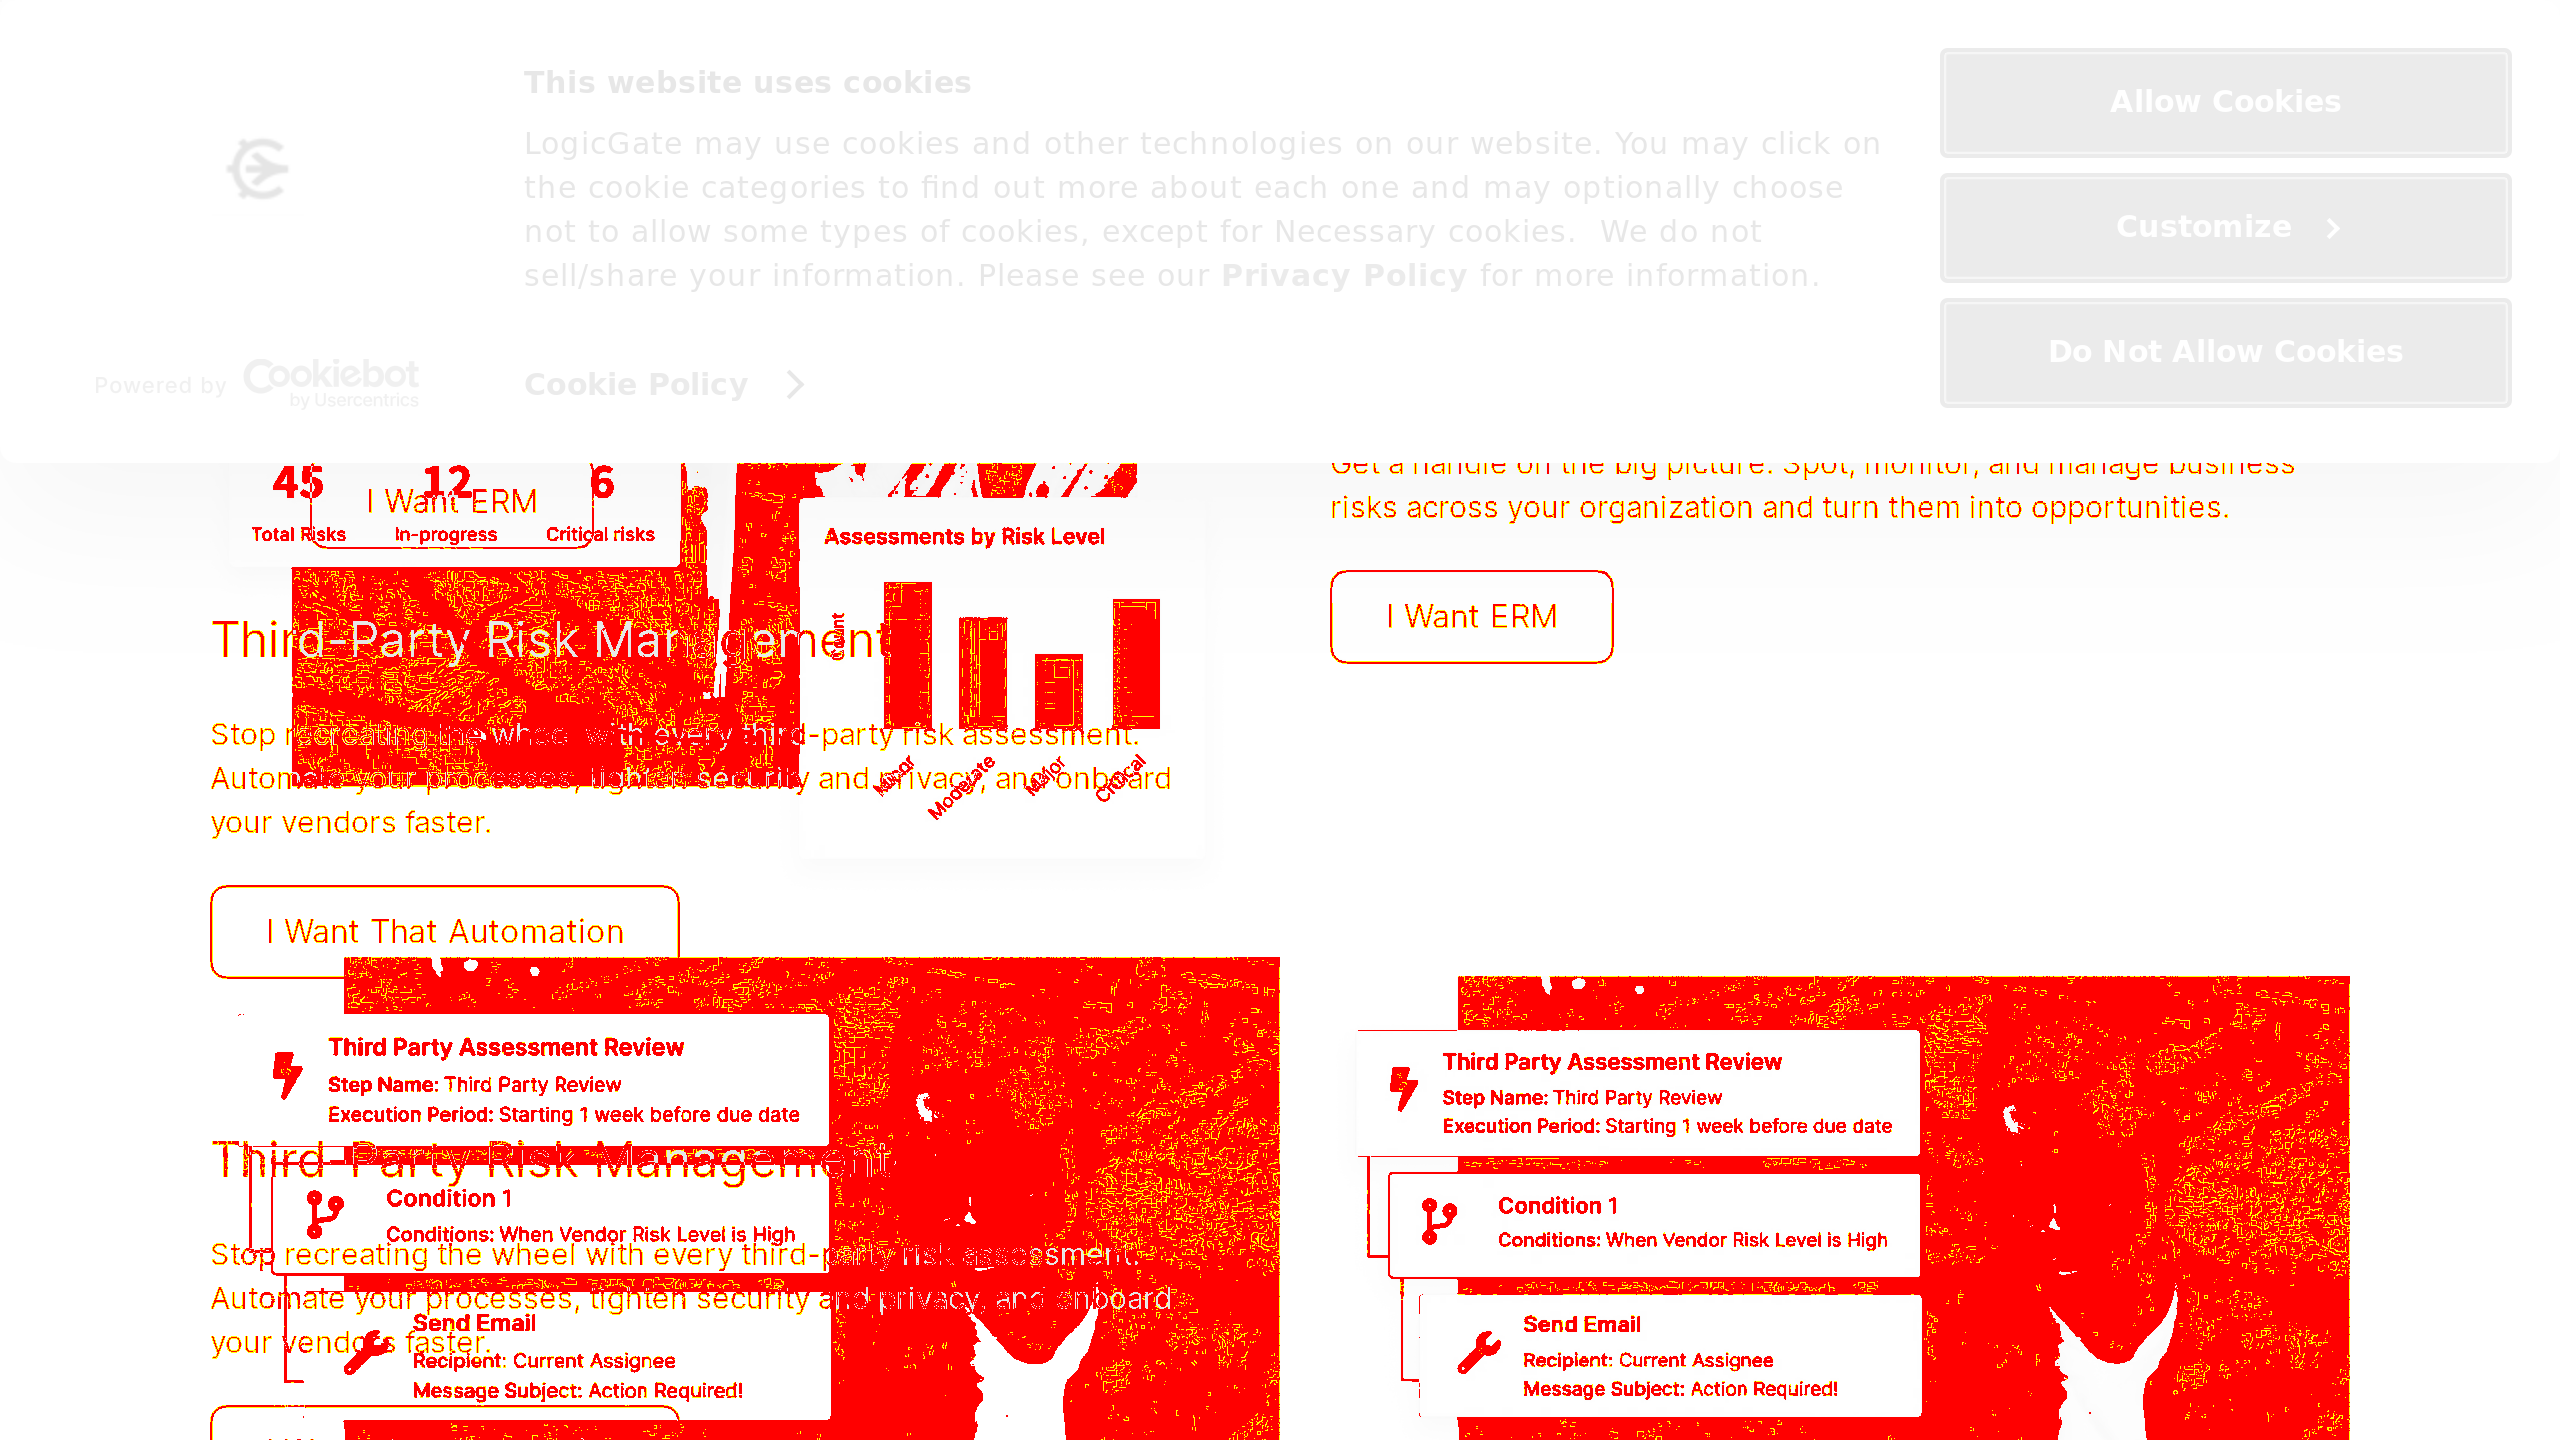 This website uses cookies
LogicGate may use cookies and other technologies on our website. You may click on
the cookie categories to find out more about each one and may optionally choose
not to allow some types of cookies, except for Necessary cookies.  We do not
sell/share your information. Please see our Privacy Policy for more information.
Allow Cookies
Customize
Do Not Allow Cookies
Powered by Cookiebot
by Usercentrics
Cookie Policy
45 12 6
I Want ERM
Total Risks In-progress Critical risks
Get a handle on the big picture. Spot, monitor, and manage business
risks across your organization and turn them into opportunities.
I Want ERM
Assessments by Risk Level
Count
Minor Moderate Major Critical
Third-Party Risk Management
Stop recreating the wheel with every third-party risk assessment.
Automate your processes, tighten security and privacy, and onboard
your vendors faster.
I Want That Automation
Third Party Assessment Review
Step Name: Third Party Review
Execution Period: Starting 1 week before due date
Third-Party Risk Management
Condition 1
Conditions: When Vendor Risk Level is High
Stop recreating the wheel with every third-party risk assessment.
Automate your processes, tighten security and privacy, and onboard
your vendors faster.
Send Email
Recipient: Current Assignee
Message Subject: Action Required!
Third Party Assessment Review
Step Name: Third Party Review
Execution Period: Starting 1 week before due date
Condition 1
Conditions: When Vendor Risk Level is High
Send Email
Recipient: Current Assignee
Message Subject: Action Required!